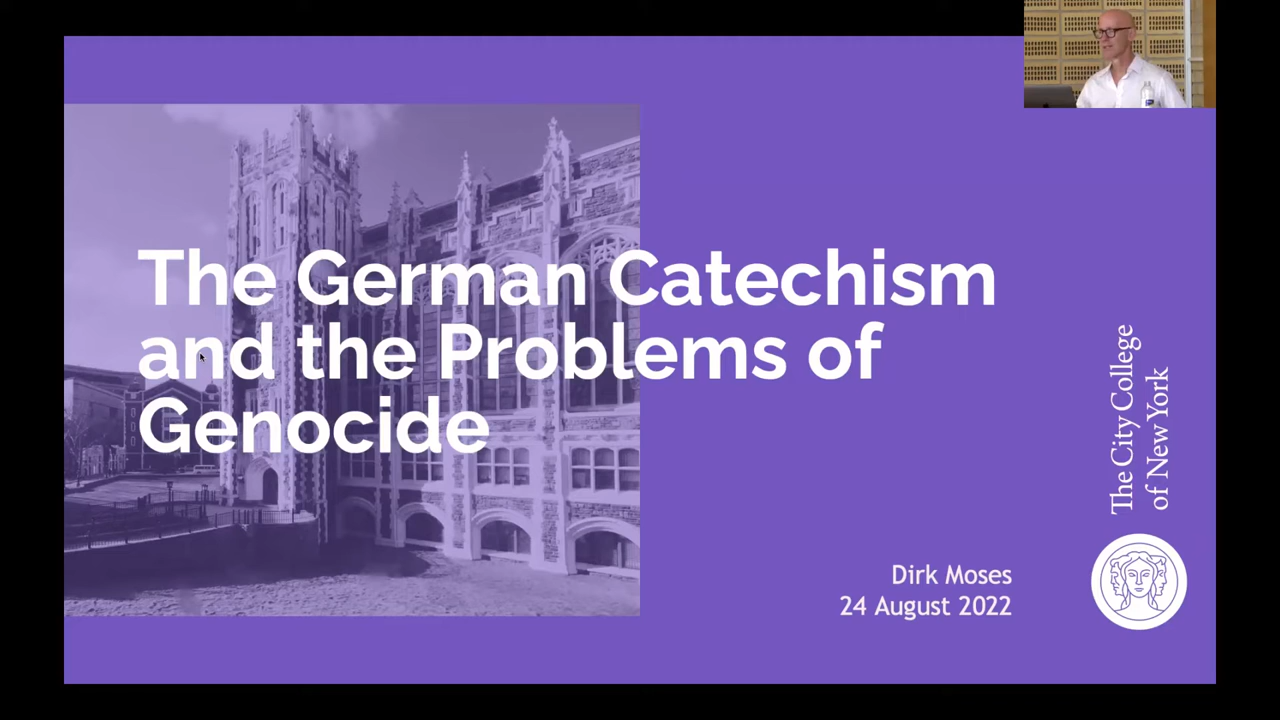 The German Catechism
and the Problems of
Genocide
The City College
of New York
Dirk Moses
24 August 2022